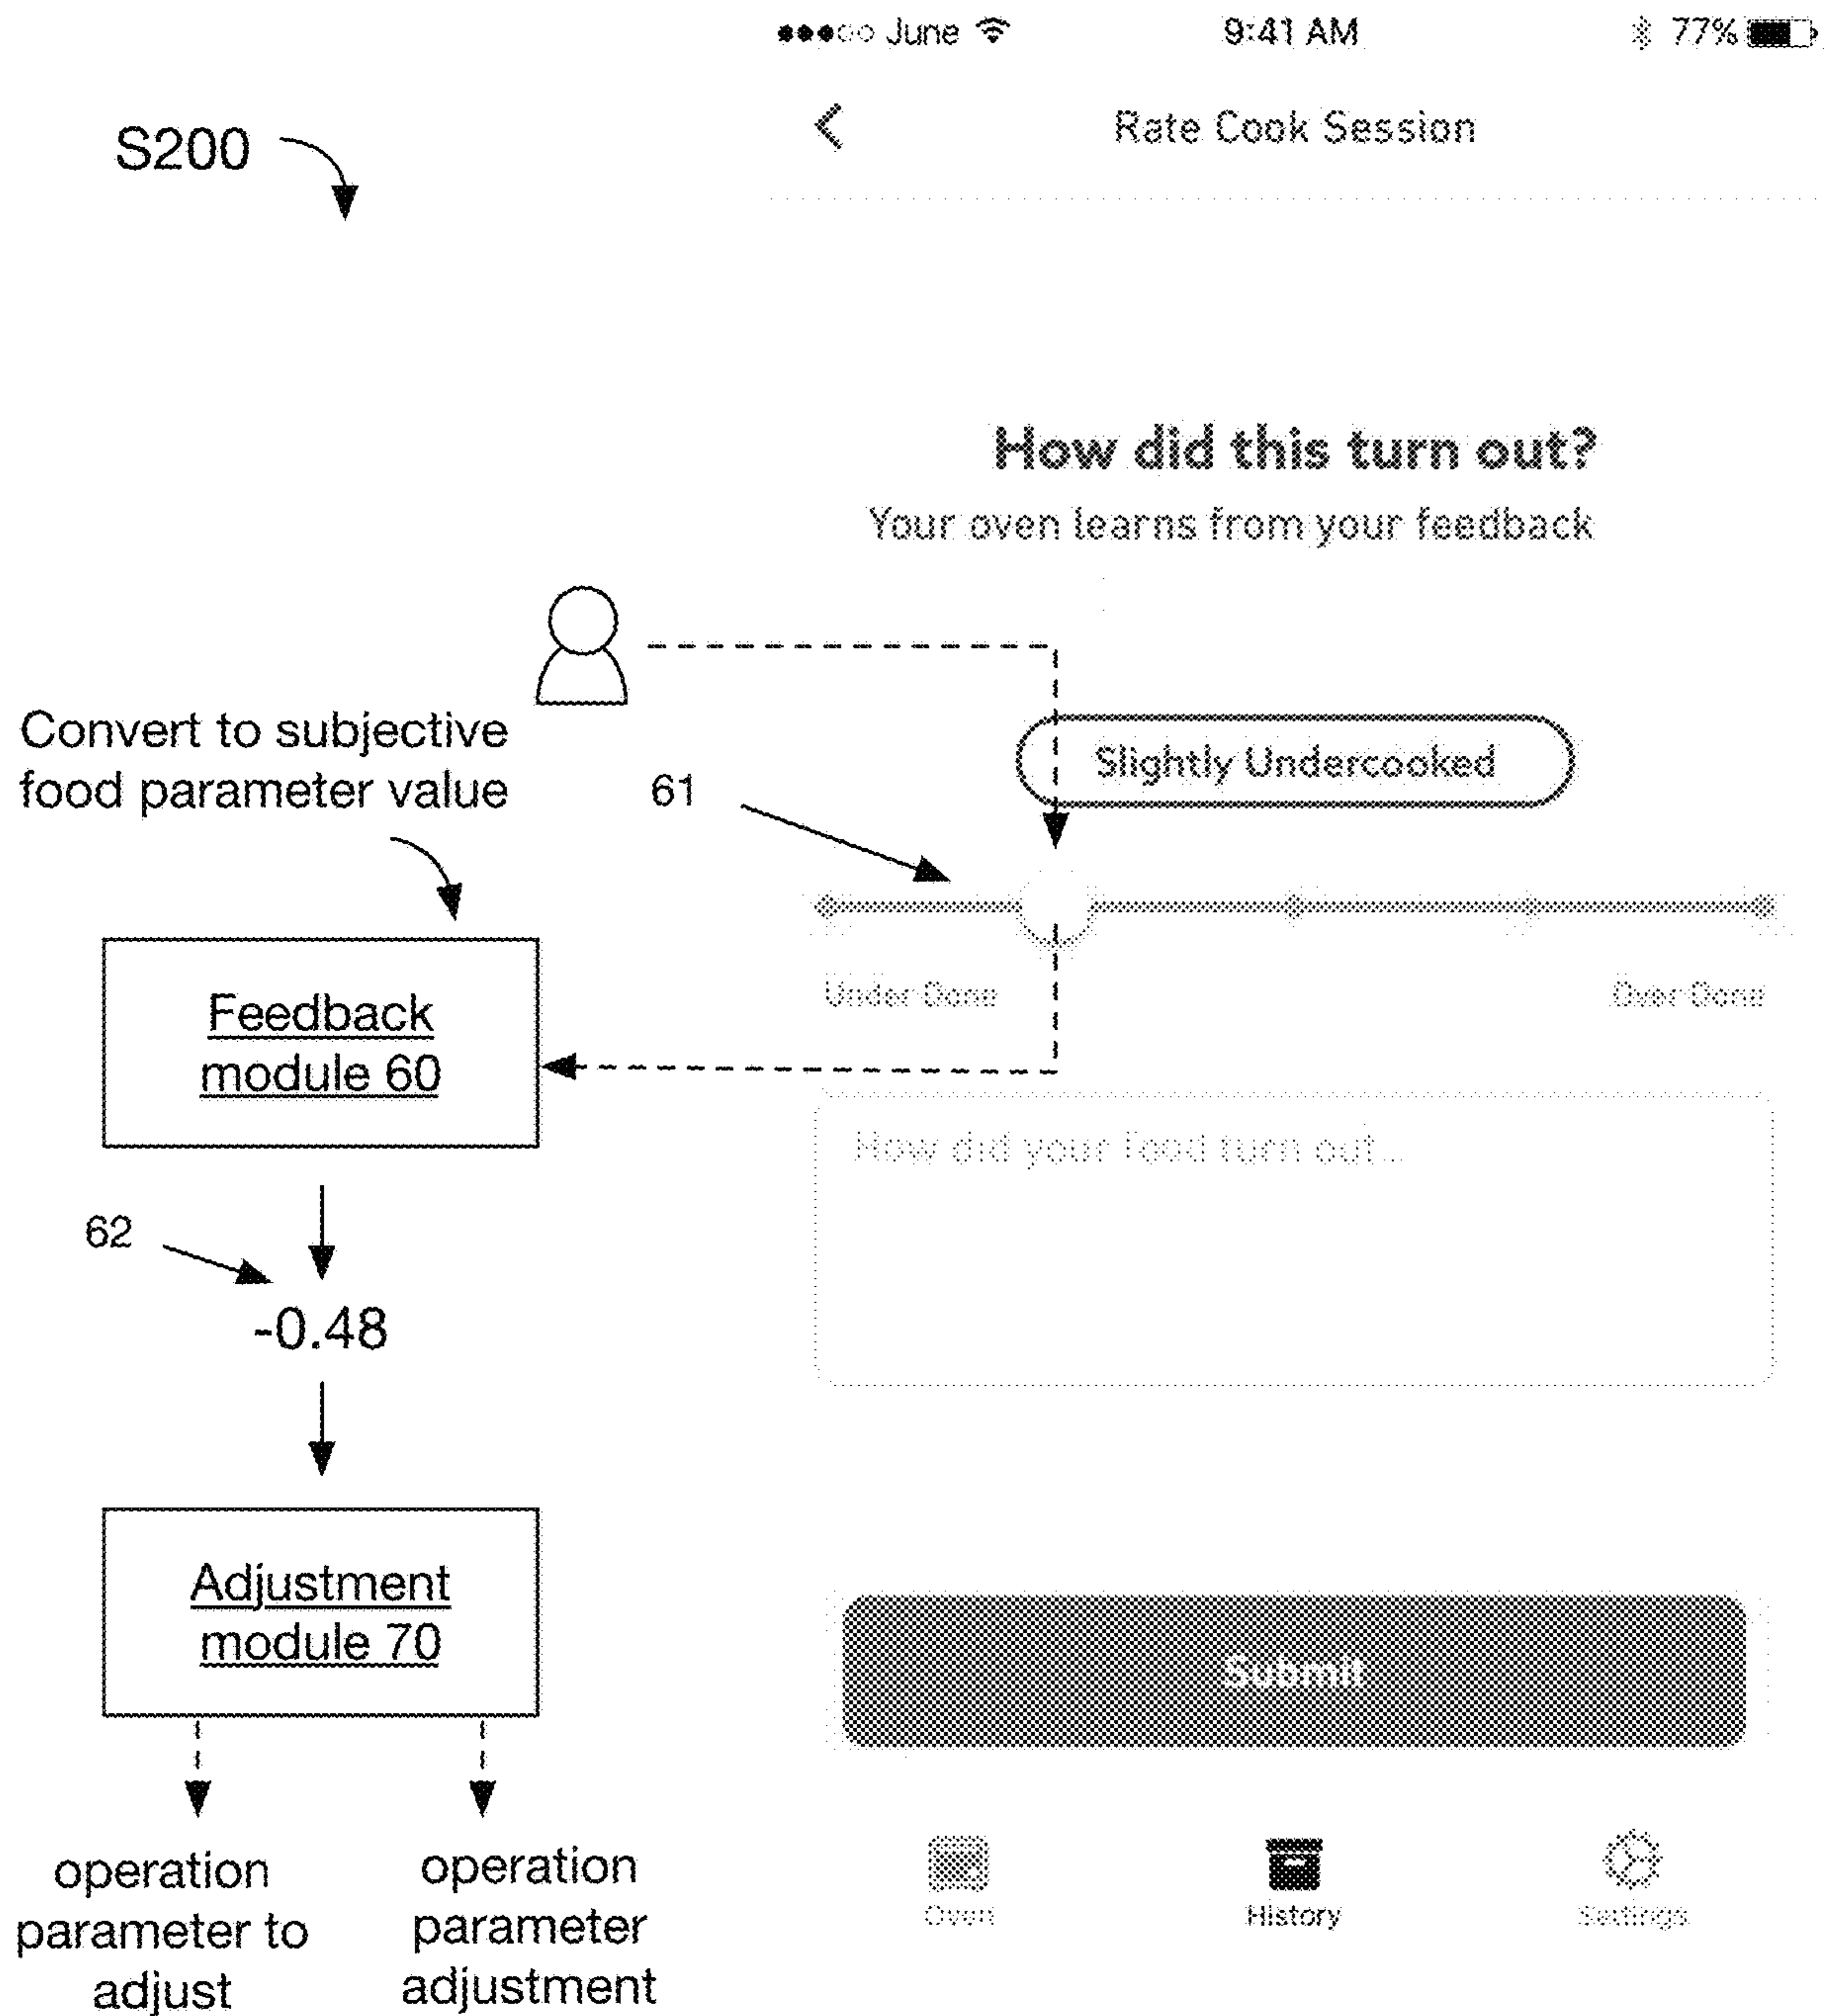 June
9:41 AM
77%
S200
Rate Cook Session
How did this turn out?
Your oven learns from your feedback
Convert to subjective
food parameter value
61
Slightly Undercooked
Under Done
Over Done
Feedback
module 60
How did your food turn out...
62
-0.48
Adjustment
module 70
Submit
operation
parameter to
adjust
operation
parameter
adjustment
Oven
History
Settings